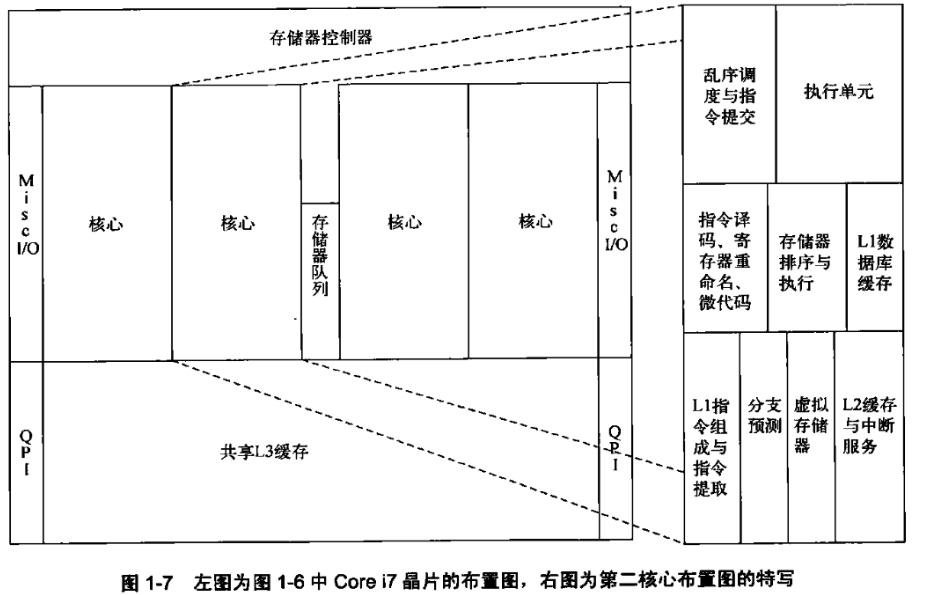 存储器控制器
Misc
I/O
核心
核心
存储器队列
核心
核心
Misc
I/O
QPI
共享L3缓存
QPI
乱序调
度与指
令提交
执行单元
指令译
码、寄
存器重
命名、
微代码
存储器
排序与
执行
L1数
据库
缓存
L1指
令组
成与
指令
提取
分支
预测
虚拟
存储
器
L2缓存
与中断
服务
图 1-7 左图为图 1-6 中 Core i7 晶片的布置图，右图为第二核心布置图的特写